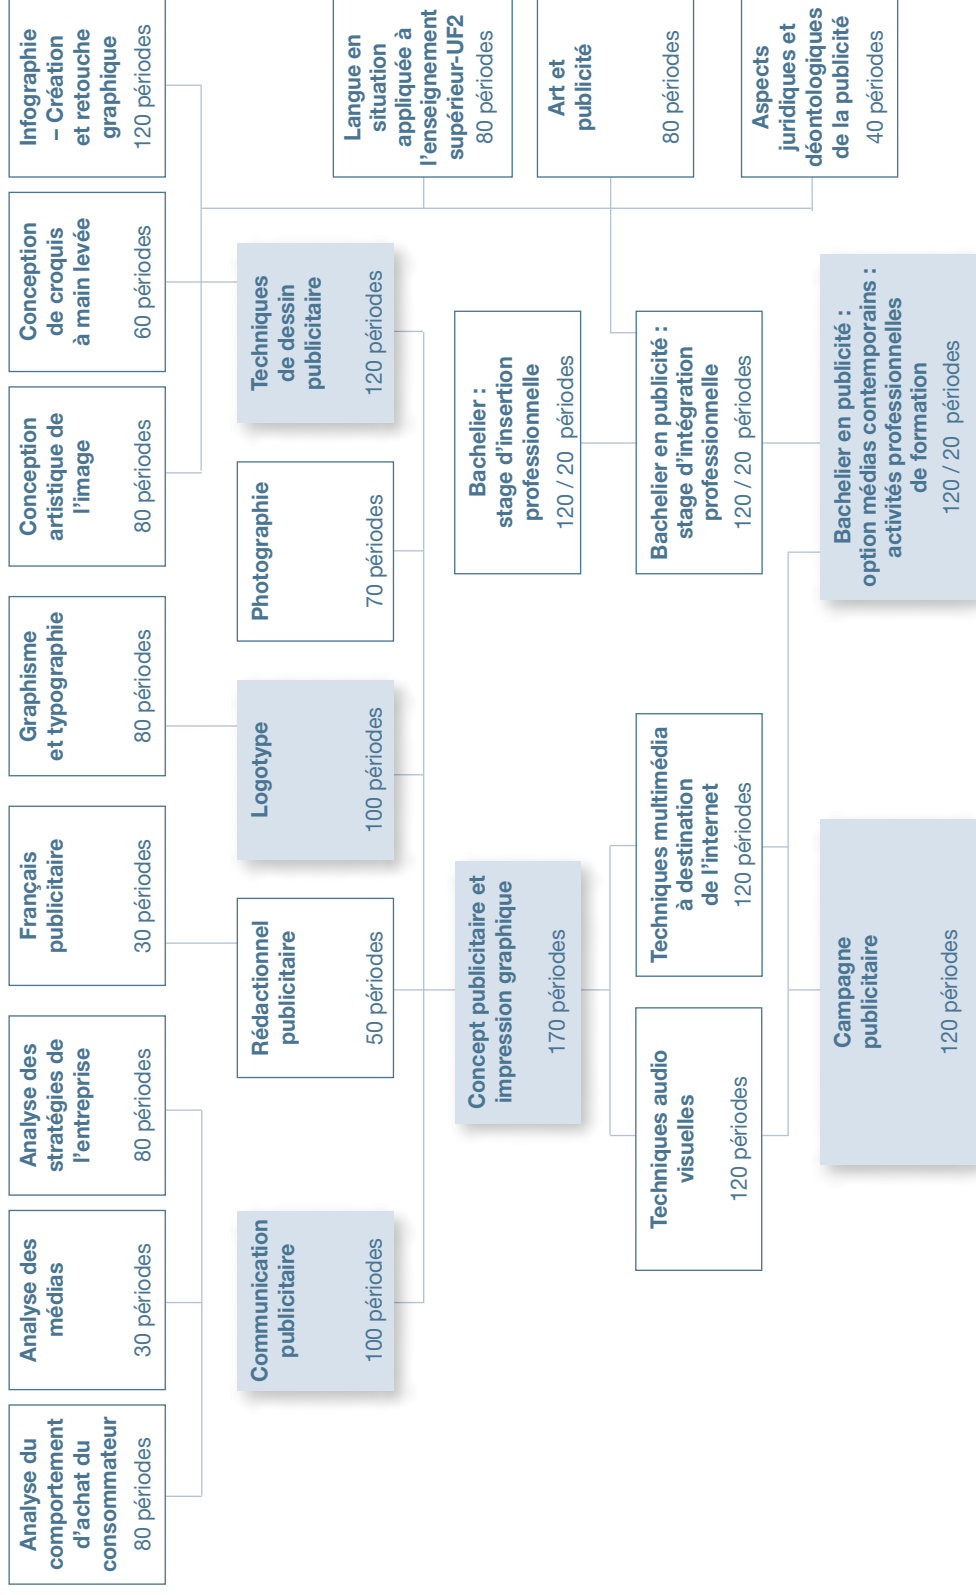 Analyse du
comportement
d'achat du
consommateur
80 périodes
Analyse des
médias
30 périodes
Analyse des
stratégies de
l'entreprise
80 périodes
Français
publicitaire
30 périodes
Graphisme
et typographie
80 périodes
Conception
artistique de
l'image
80 périodes
Conception
de croquis
à main levée
60 périodes
Infographie
– Création
et retouche
graphique
120 périodes
Communication
publicitaire
100 périodes
Rédactionnel
publicitaire
50 périodes
Logotype
100 périodes
Photographie
70 périodes
Techniques
de dessin
publicitaire
120 périodes
Langue en
situation
appliquée à
l'enseignement
supérieur-UF2
80 périodes
Concept publicitaire et
impression graphique
170 périodes
Bachelier :
stage d'insertion
professionnelle
120 / 20 périodes
Art et
publicité
80 périodes
Techniques audio
visuelles
120 périodes
Techniques multimédia
à destination
de l'internet
120 périodes
Bachelier en publicité :
stage d'intégration
professionnelle
120 / 20 périodes
Aspects
juridiques et
déontologiques
de la publicité
40 périodes
Campagne
publicitaire
120 périodes
Bachelier en publicité :
option médias contemporains :
activités professionnelles
de formation
120 / 20 périodes